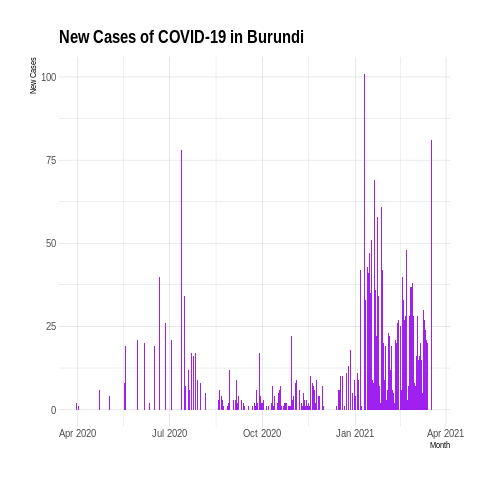 New Cases of COVID-19 in Burundi
New Cases
100
75
50
25
0
Apr 2020
Jul 2020
Oct 2020
Jan 2021
Apr 2021
Month